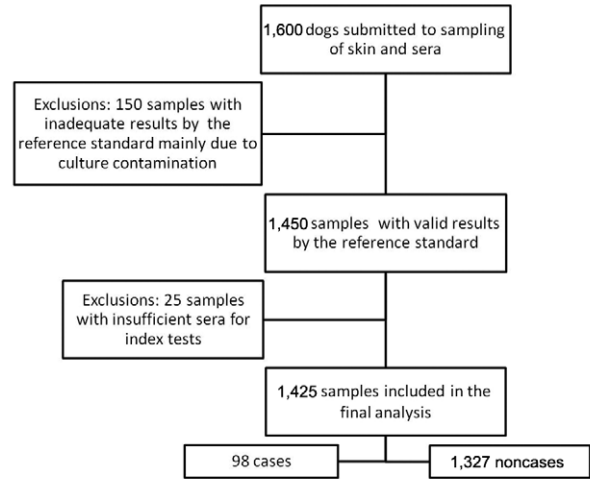 1,600 dogs submitted to sampling
of skin and sera
Exclusions: 150 samples with
inadequate results by the
reference standard mainly due to
culture contamination
1,450 samples with valid results
by the reference standard
Exclusions: 25 samples
with insufficient sera for
index tests
1,425 samples included in the
final analysis
98 cases
1,327 noncases